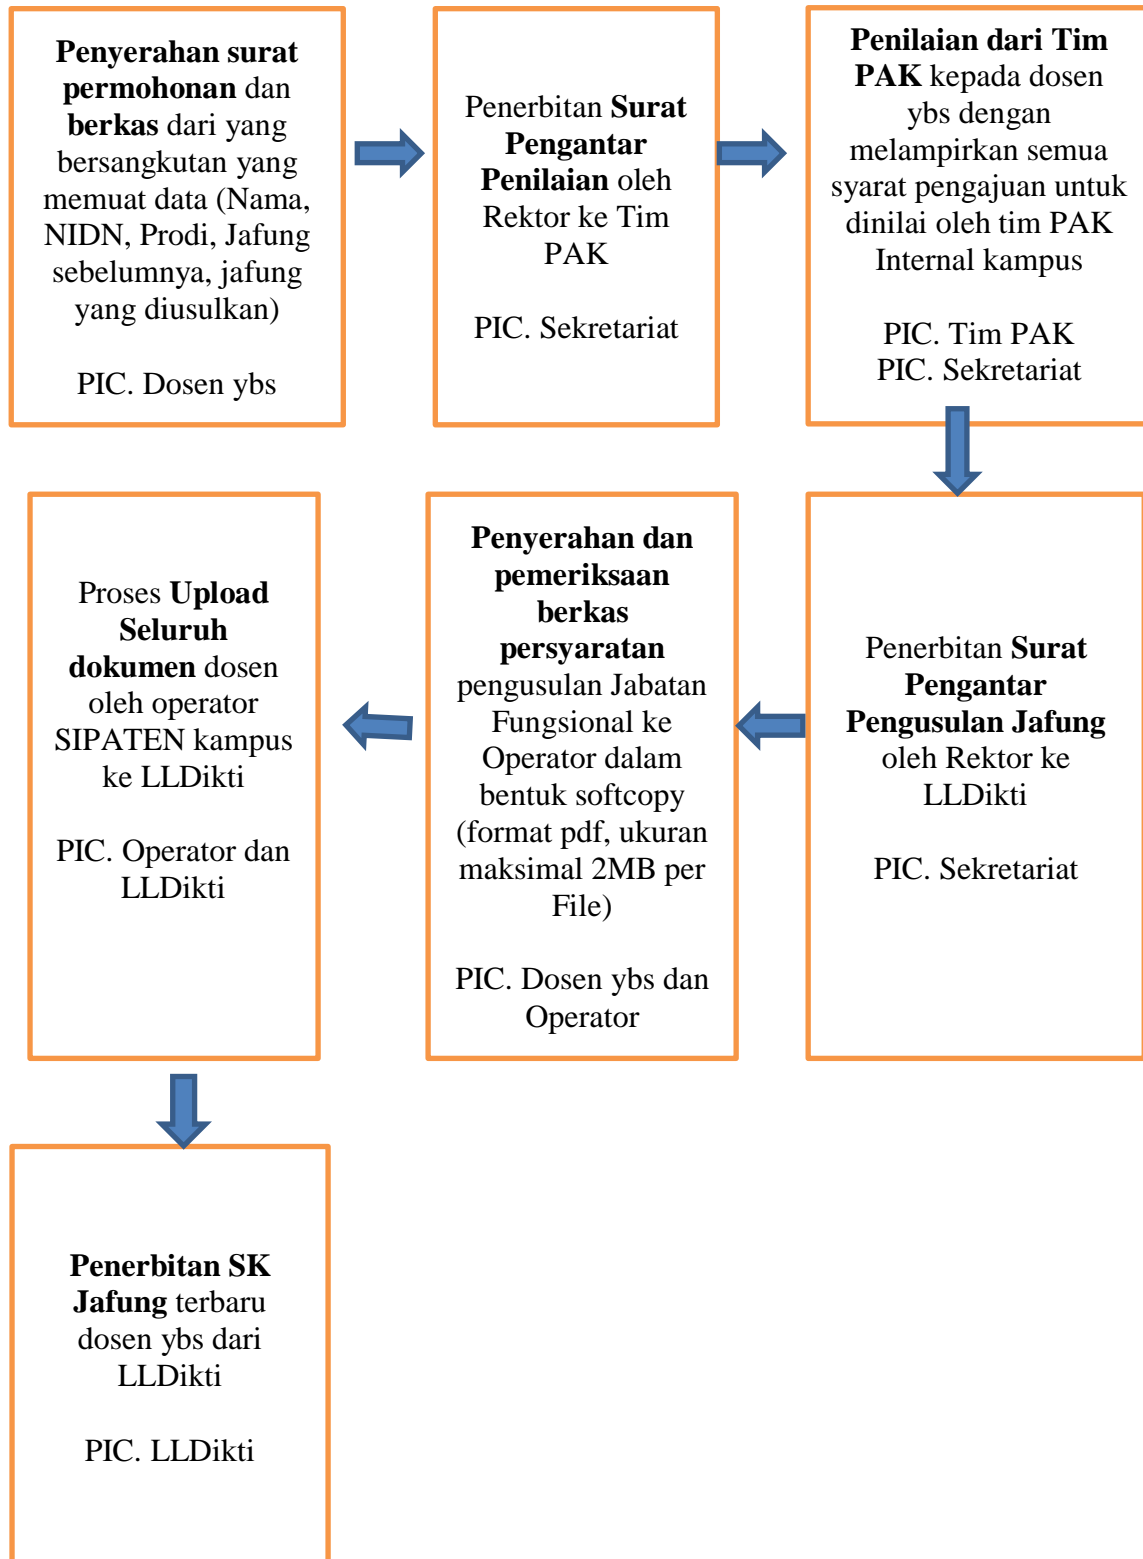 Penyerahan surat
permohonan dan
berkas dari yang
bersangkutan yang
memuat data (Nama,
NIDN, Prodi, Jafung
sebelumnya, jafung
yang diusulkan)
PIC. Dosen ybs
Penerbitan Surat
Pengantar
Penilaian oleh
Rektor ke Tim
PAK
PIC. Sekretariat
Penilaian dari Tim
PAK kepada dosen
ybs dengan
melampirkan semua
syarat pengajuan untuk
dinilai oleh tim PAK
Internal kampus
PIC. Tim PAK
PIC. Sekretariat
Penerbitan Surat
Pengantar
Pengusulan Jafung
oleh Rektor ke
LLDikti
PIC. Sekretariat
Penyerahan dan
pemeriksaan
berkas
persyaratan
pengusulan Jabatan
Fungsional ke
Operator dalam
bentuk softcopy
(format pdf, ukuran
maksimal 2MB per
File)
PIC. Dosen ybs dan
Operator
Proses Upload
Seluruh
dokumen dosen
oleh operator
SIPATEN kampus
ke LLDikti
PIC. Operator dan
LLDikti
Penerbitan SK
Jafung terbaru
dosen ybs dari
LLDikti
PIC. LLDikti